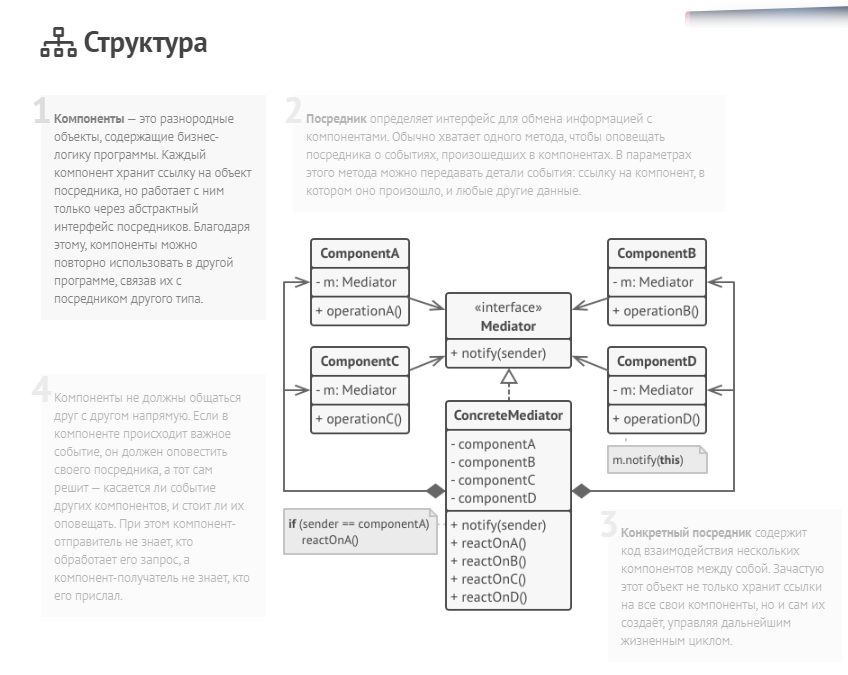 Структура
1
Компоненты — это разнородные
объекты, содержащие бизнес-
логику программы. Каждый
компонент хранит ссылку на объект
посредника, но работает с ним
только через абстрактный
интерфейс посредников. Благодаря
этому, компоненты можно
повторно использовать в другой
программе, связав их с
посредником другого типа.
2
Посредник определяет интерфейс для обмена информацией с
компонентами. Обычно хватает одного метода, чтобы оповещать
посредника о событиях, произошедших в компонентах. В параметрах
этого метода можно передавать детали события: ссылку на компонент, в
котором оно произошло, и любые другие данные.
ComponentA
- m: Mediator
+ operationA()
ComponentB
- m: Mediator
+ operationB()
«interface»
Mediator
+ notify(sender)
ComponentC
- m: Mediator
+ operationC()
ComponentD
- m: Mediator
+ operationD()
m.notify(this)
ConcreteMediator
- componentA
- componentB
- componentC
- componentD
+ notify(sender)
+ reactOnA()
+ reactOnB()
+ reactOnC()
+ reactOnD()
if (sender == componentA)
reactOnA()
4
Компоненты не должны общаться
друг с другом напрямую. Если в
компоненте происходит важное
событие, он должен оповестить
своего посредника, а тот сам
решит — касается ли событие
других компонентов, и стоит ли их
оповещать. При этом компонент-
отправитель не знает, кто
обработает его запрос, а
компонент-получатель не знает, кто
его прислал.
3
Конкретный посредник содержит
код взаимодействия нескольких
компонентов между собой. Зачастую
этот объект не только хранит ссылки
на все свои компоненты, но и сам их
создаёт, управляя дальнейшим
жизненным циклом.